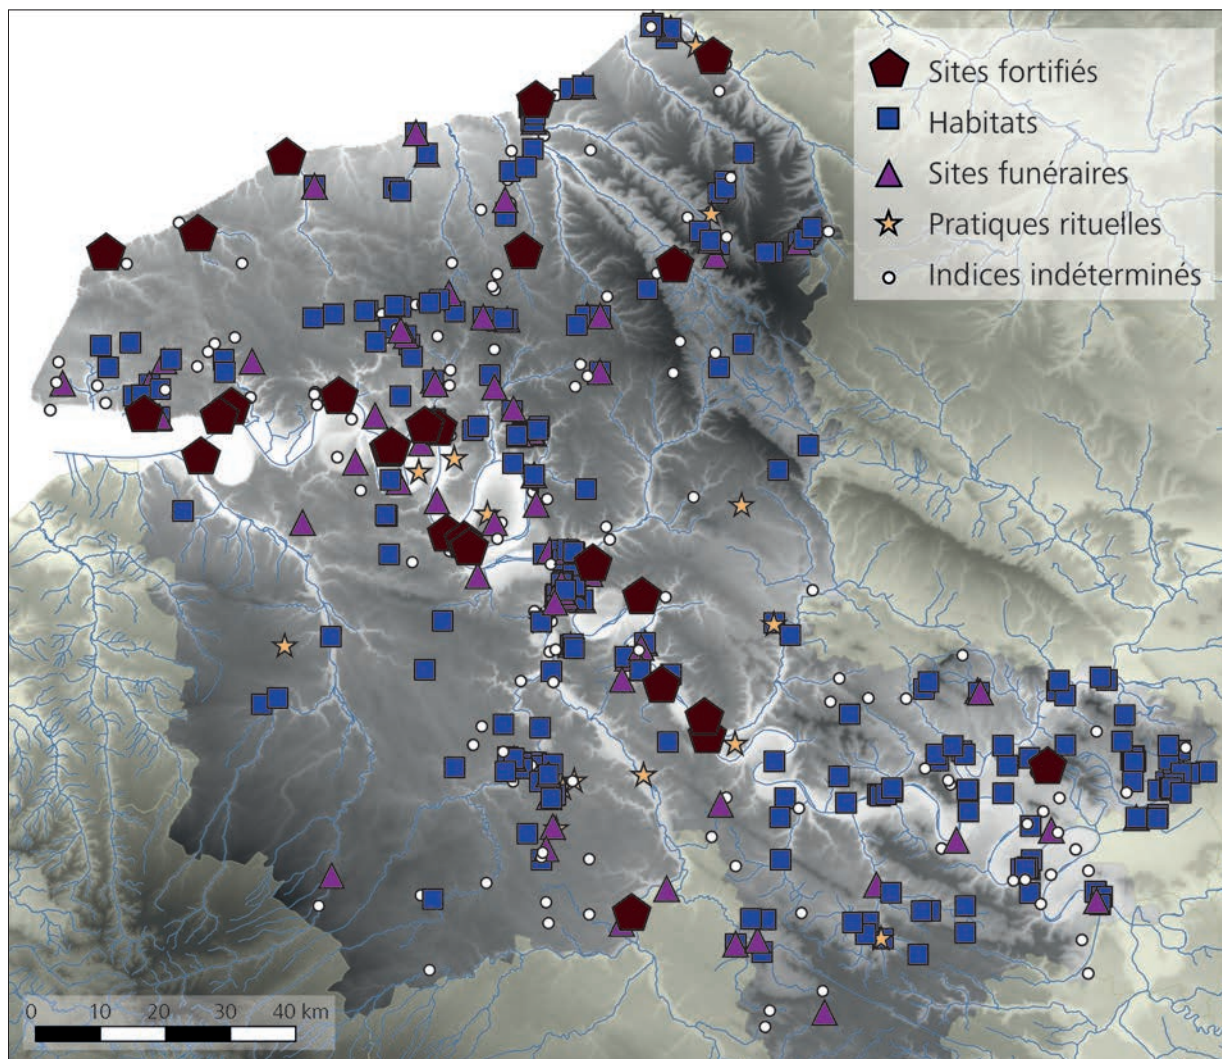 Sites fortifiés
Habitats
Sites funéraires
Pratiques rituelles
Indices indéterminés
0 10 20 30 40 km